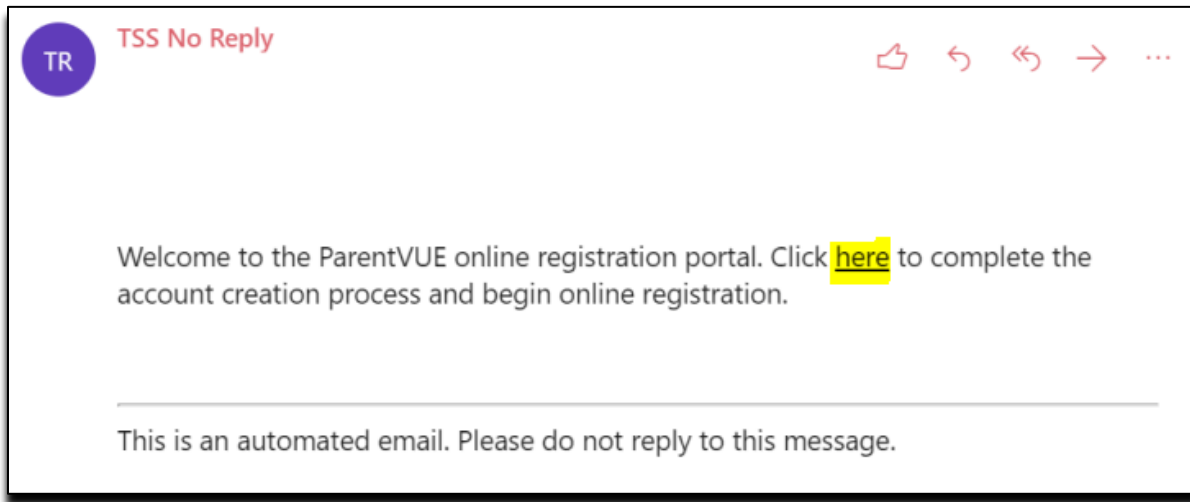 TSS No Reply
TR
Welcome to the ParentVUE online registration portal. Click here to complete the
account creation process and begin online registration.
This is an automated email. Please do not reply to this message.